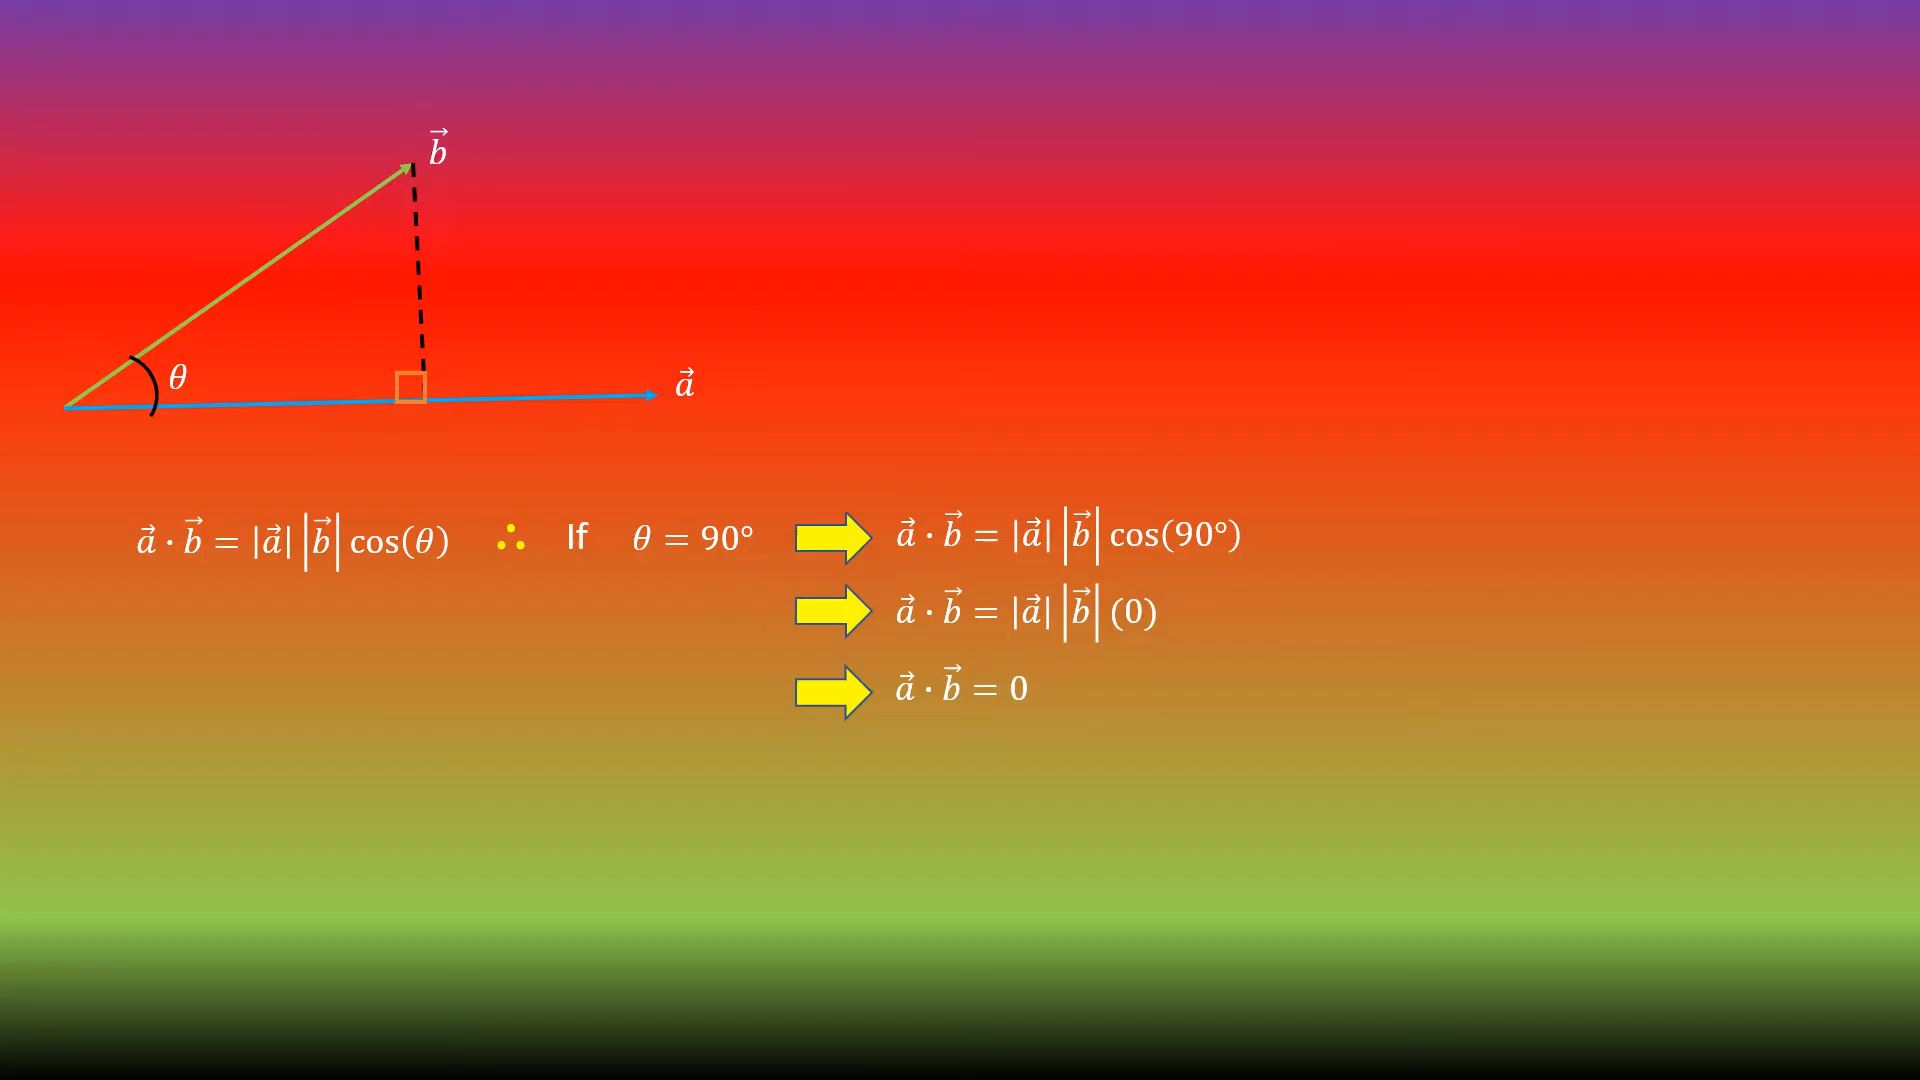 b⃗
θ
a⃗
a⃗ · b⃗ = |a⃗| |b⃗| cos(θ) ∴ If θ = 90° a⃗ · b⃗ = |a⃗| |b⃗| cos(90°)
a⃗ · b⃗ = |a⃗| |b⃗| (0)
a⃗ · b⃗ = 0